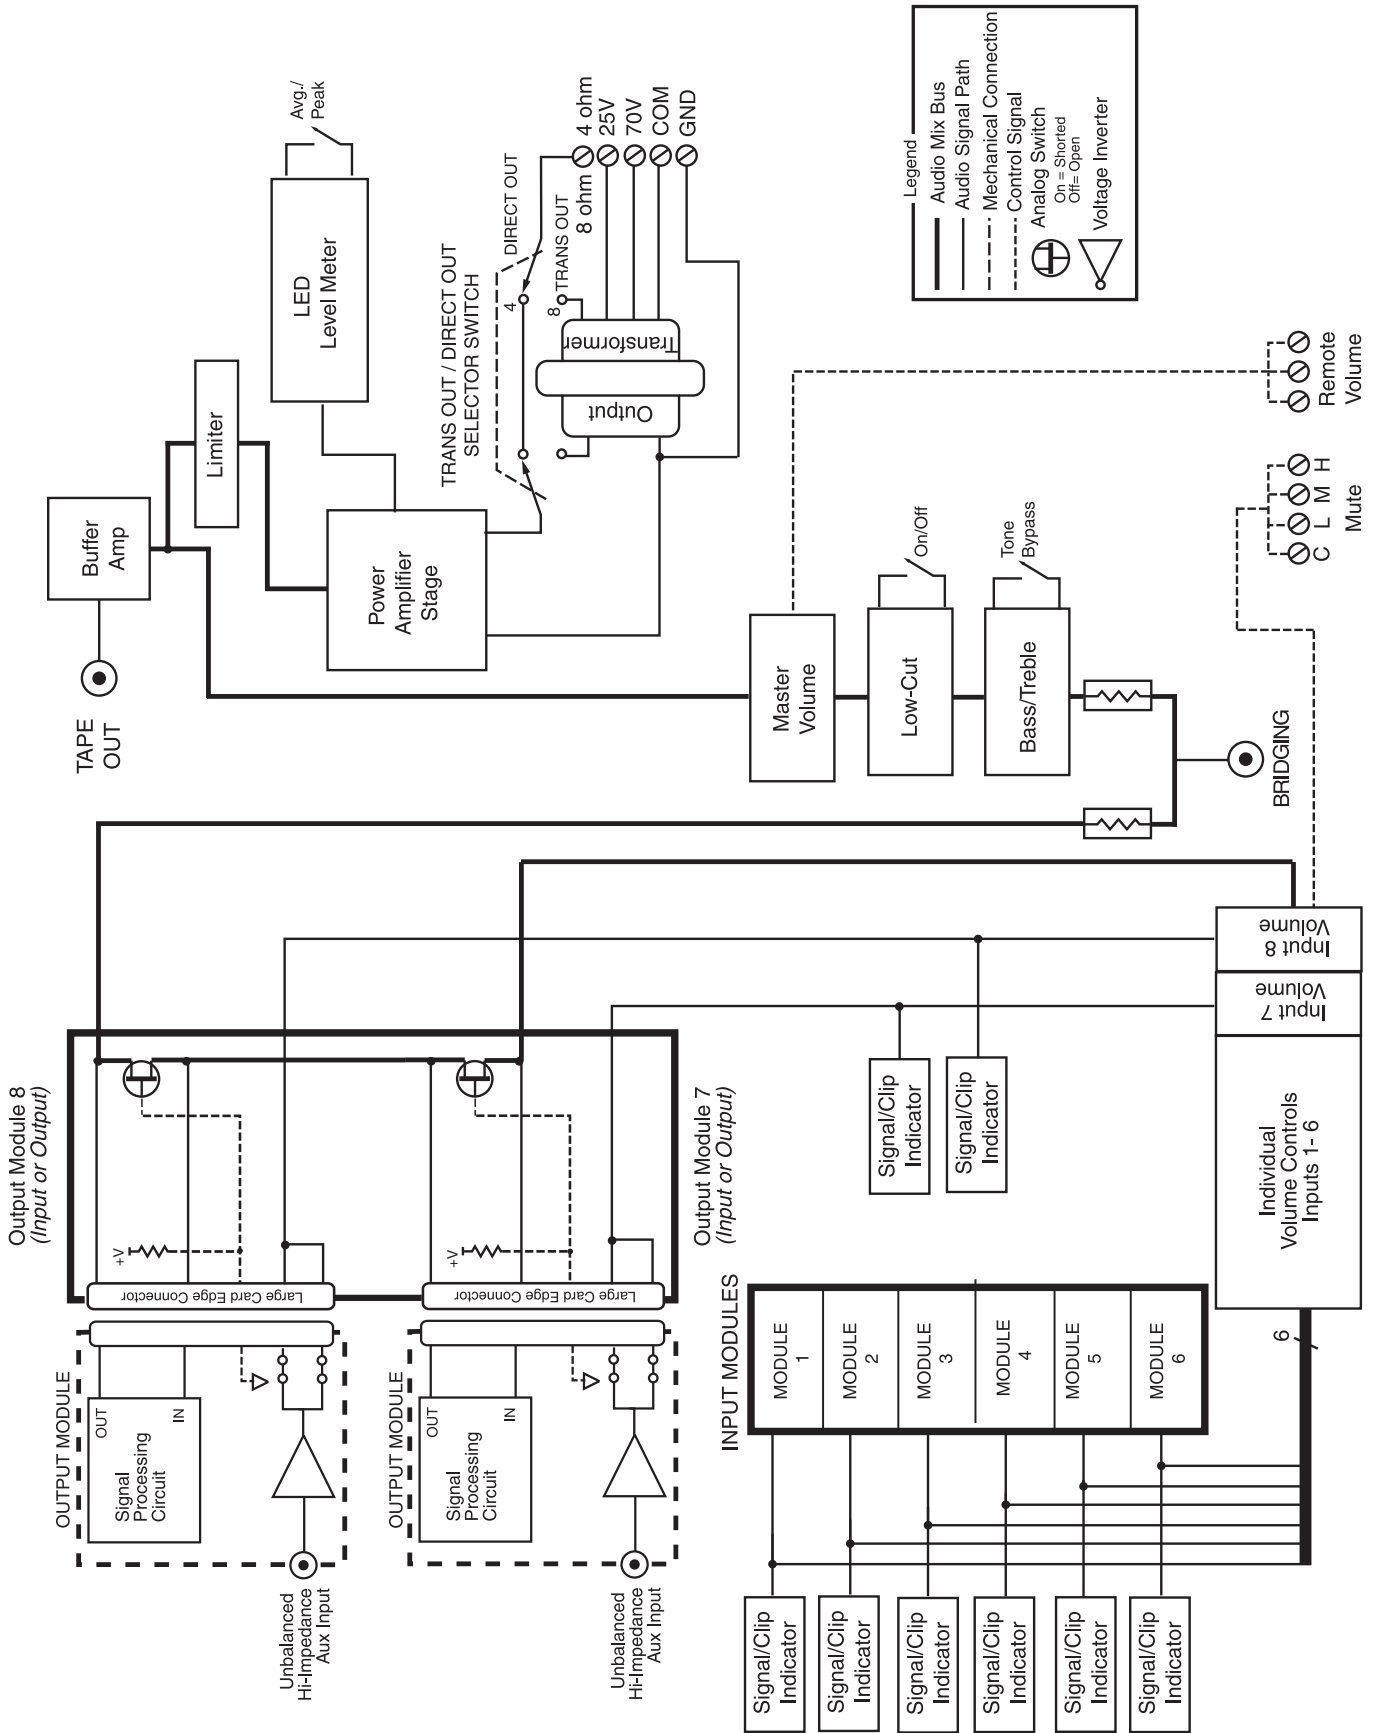 Unbalanced
Hi-Impedance
Aux Input
OUTPUT MODULE
Signal
Processing
Circuit
OUT
IN
Large Card Edge Connector
+V
Output Module 8
(Input or Output)
Unbalanced
Hi-Impedance
Aux Input
OUTPUT MODULE
Signal
Processing
Circuit
OUT
IN
Large Card Edge Connector
+V
Output Module 7
(Input or Output)
INPUT MODULES
MODULE
1
MODULE
2
MODULE
3
MODULE
4
MODULE
5
MODULE
6
Signal/Clip
Indicator
Signal/Clip
Indicator
Signal/Clip
Indicator
Signal/Clip
Indicator
Signal/Clip
Indicator
Signal/Clip
Indicator
6
Individual
Volume Controls
Inputs 1- 6
Input 7
Volume
Input 8
Volume
Signal/Clip
Indicator
Signal/Clip
Indicator
TAPE
OUT
Buffer
Amp
Limiter
Power
Amplifier
Stage
LED
Level Meter
Avg./
Peak
TRANS OUT / DIRECT OUT
SELECTOR SWITCH
DIRECT OUT
4
8
TRANS OUT
Output
Transformer
8 ohm
4 ohm
25V
70V
COM
GND
Master
Volume
Low-Cut
On/Off
Bass/Treble
Tone
Bypass
BRIDGING
C
L
M
H
Mute
Remote
Volume
Legend
Audio Mix Bus
Audio Signal Path
Mechanical Connection
Control Signal
Analog Switch
On = Shorted
Off= Open
Voltage Inverter